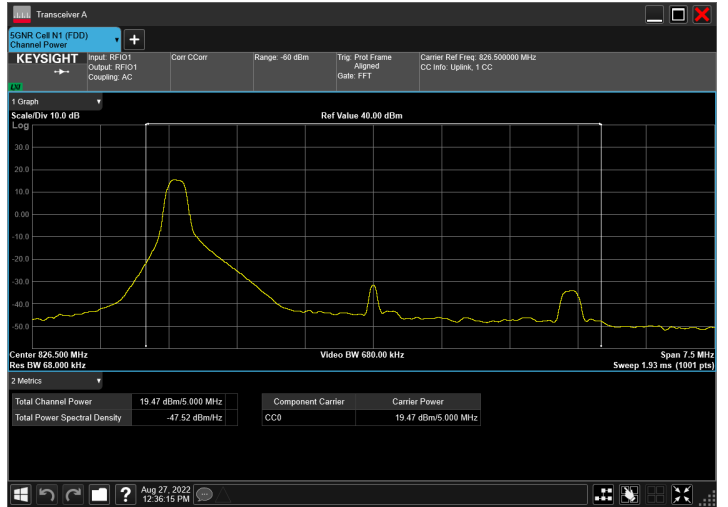 Transceiver A
5GNR Cell N1 (FDD)
Channel Power
KEYSIGHT
Input: RFIO1
Output: RFIO1
Coupling: AC
Corr CCorr
Range: -60 dBm
Trig: Prot Frame
Aligned
Gate: FFT
Carrier Ref Freq: 826.500000 MHz
CC Info: Uplink, 1 CC
LXI
1 Graph
Scale/Div 10.0 dB
Ref Value 40.00 dBm
Log
30.0
20.0
10.0
0.00
-10.0
-20.0
-30.0
-40.0
-50.0
Center 826.500 MHz
Video BW 680.00 kHz
Span 7.5 MHz
Res BW 68.000 kHz
Sweep 1.93 ms (1001 pts)
2 Metrics
Total Channel Power 19.47 dBm/5.000 MHz
Total Power Spectral Density -47.52 dBm/Hz
Component Carrier Carrier Power
CC0 19.47 dBm/5.000 MHz
Aug 27, 2022
12:36:15 PM